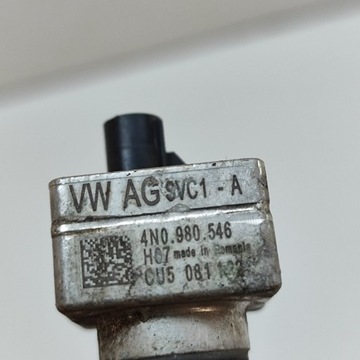 VW AG SVC1 - A
4N0.980.546
H07 made in Romania
CU5 081